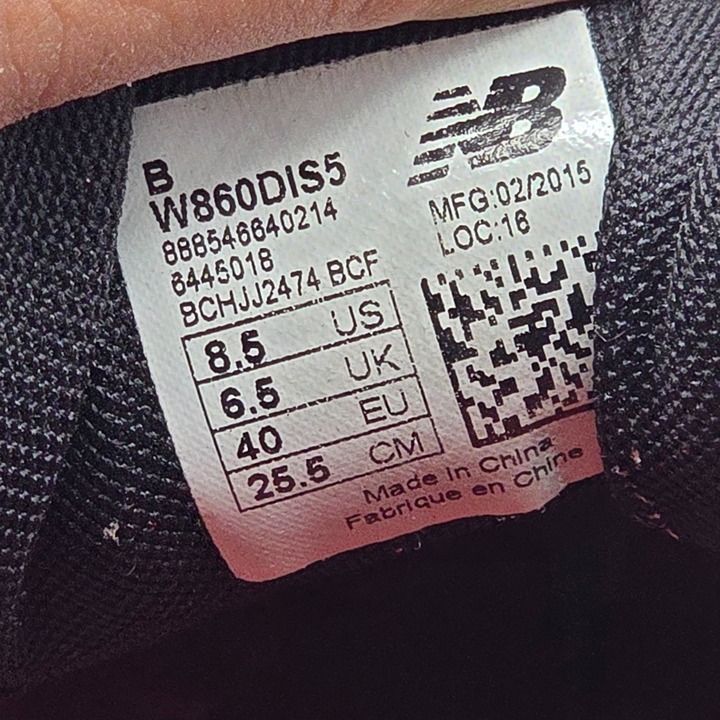 NB
B
W860DIS5
MFG:02/2015
888546640214
LOC:16
6445018
BCHJJ2474 BCF
8.5 US
6.5 UK
40 EU
25.5 CM
Made in China
Fabrique en Chine